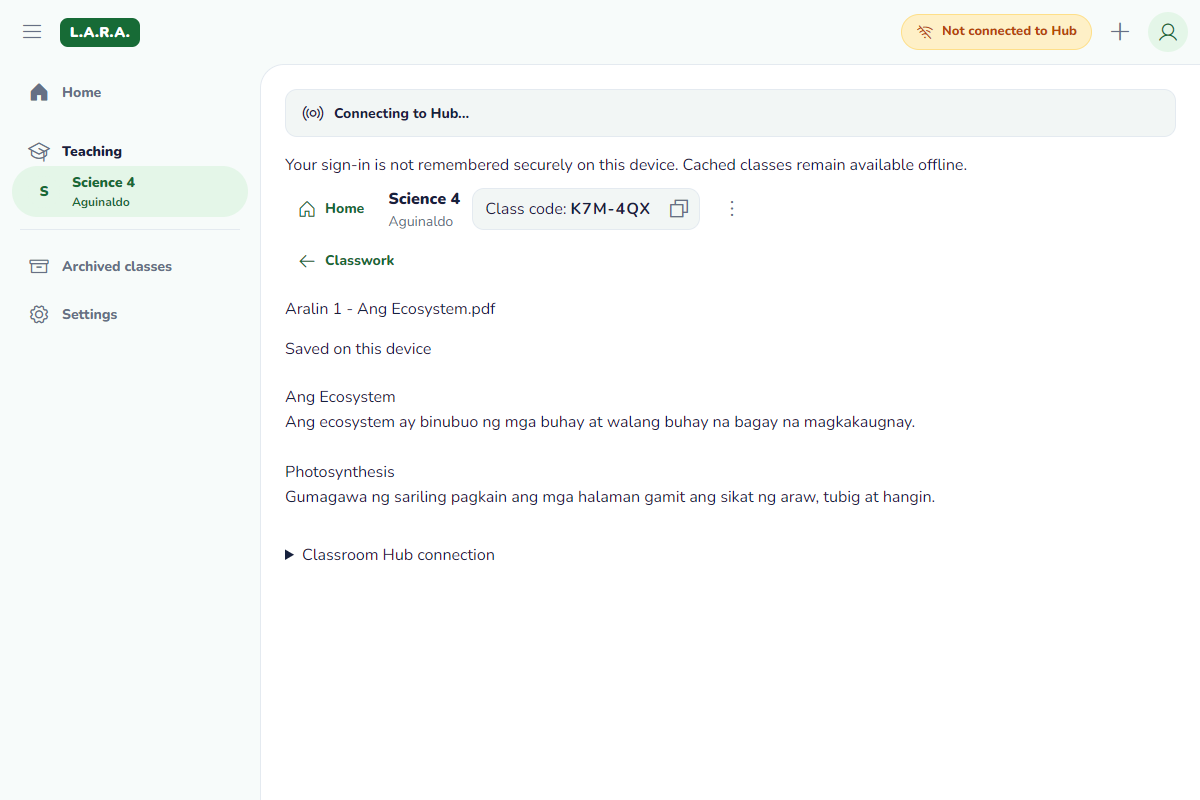 L.A.R.A.
Not connected to Hub
Home
Teaching
S
Science 4
Aguinaldo
Archived classes
Settings
Connecting to Hub...
Your sign-in is not remembered securely on this device. Cached classes remain available offline.
Home
Science 4
Aguinaldo
Class code: K7M-4QX
Classwork
Aralin 1 - Ang Ecosystem.pdf
Saved on this device
Ang Ecosystem
Ang ecosystem ay binubuo ng mga buhay at walang buhay na bagay na magkakaugnay.
Photosynthesis
Gumagawa ng sariling pagkain ang mga halaman gamit ang sikat ng araw, tubig at hangin.
Classroom Hub connection